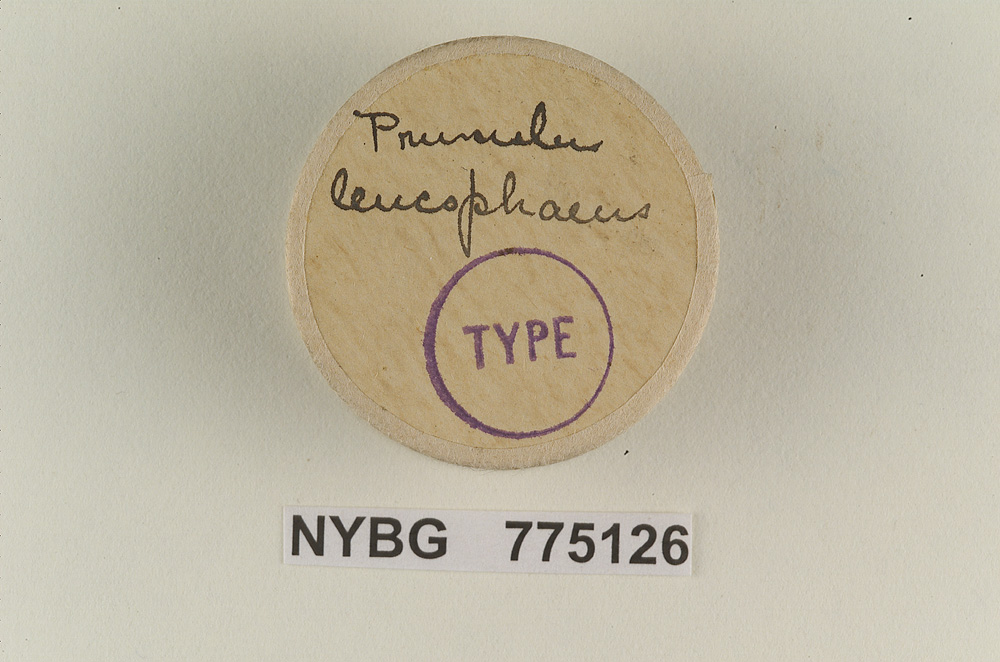 Prunulus
leucophaeus
TYPE
NYBG 775126